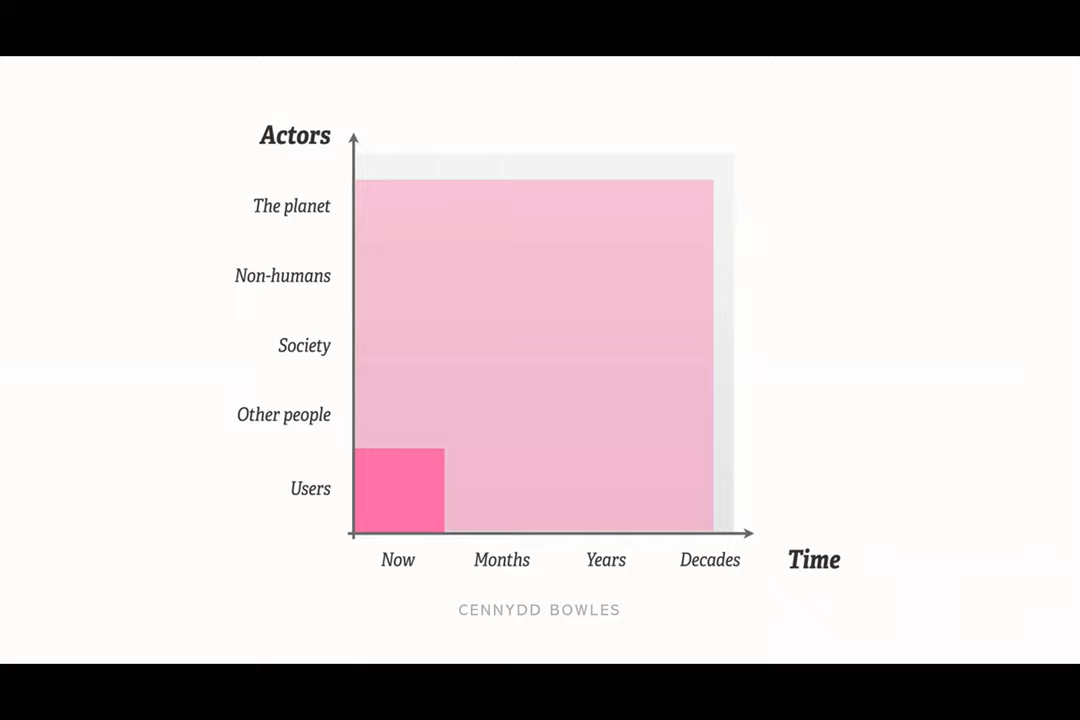 Actors
The planet
Non-humans
Society
Other people
Users
Now Months Years Decades Time
CENNYDD BOWLES